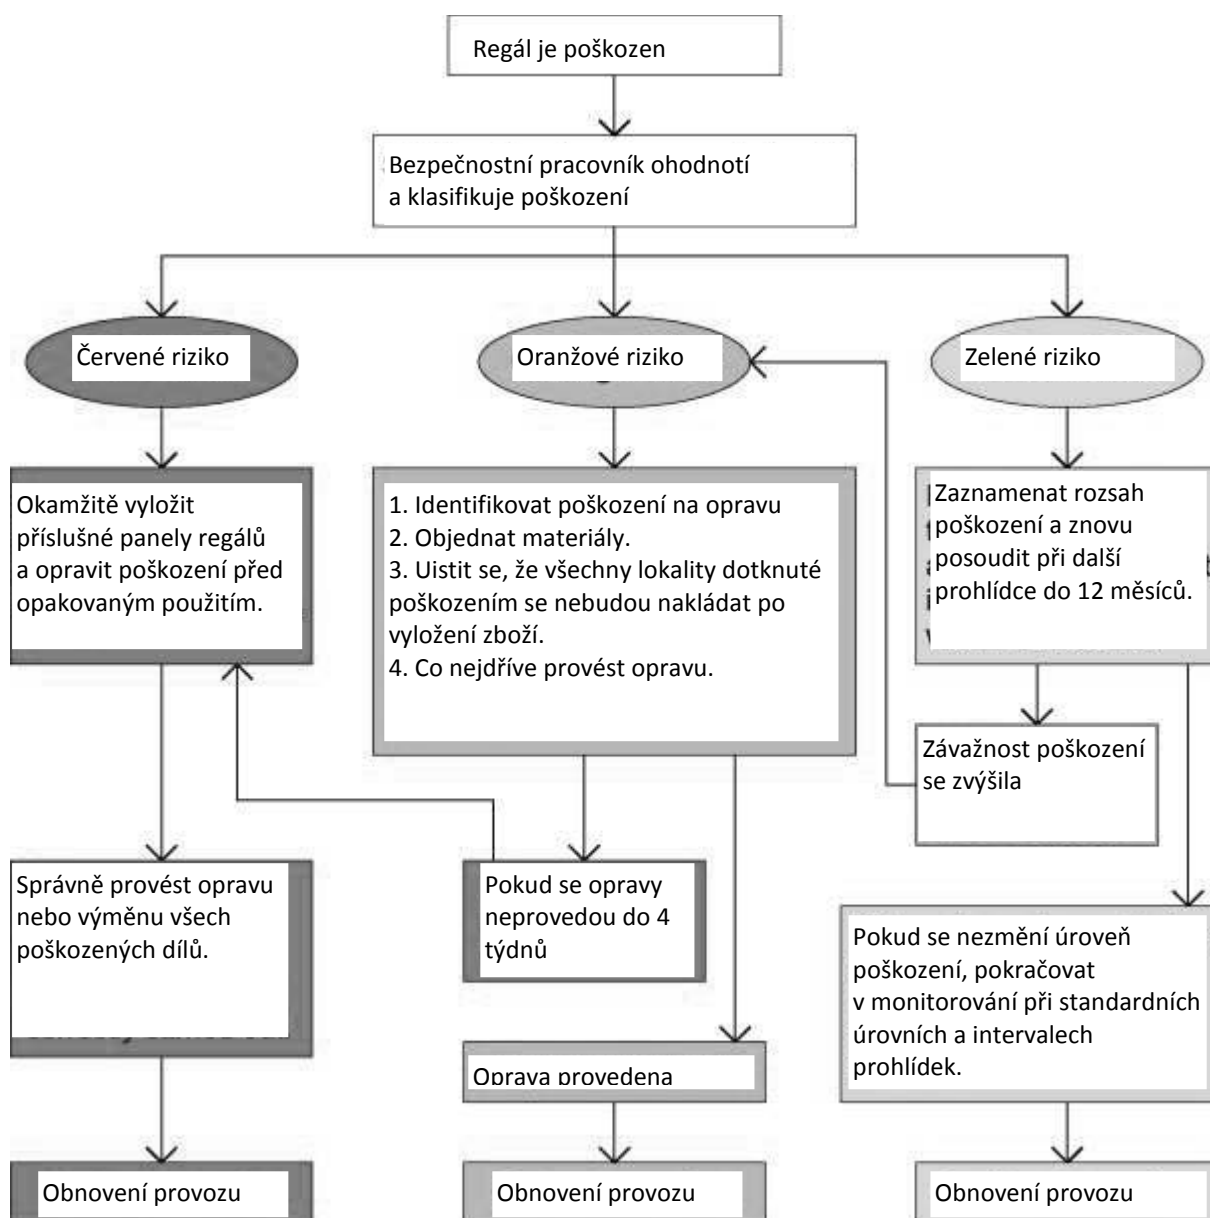 Regál je poškozen
Bezpečnostní pracovník ohodnotí
a klasifikuje poškození
Červené riziko
Oranžové riziko
Zelené riziko
Okamžitě vyložit
příslušné panely regálů
a opravit poškození před
opakovaným použitím.
1. Identifikovat poškození na opravu
2. Objednat materiály.
3. Uistit se, že všechny lokality dotknuté
poškozením se nebudou nakládat po
vyložení zboží.
4. Co nejdříve provést opravu.
Zaznamenat rozsah
poškození a znovu
posoudit při další
prohlídce do 12 měsíců.
Závažnost poškození
se zvýšila
Správně provést opravu
nebo výměnu všech
poškozených dílů.
Pokud se opravy
neprovedou do 4
týdnů
Pokud se nezmění úroveň
poškození, pokračovat
v monitorování při standardních
úrovních a intervalech
prohlídek.
Oprava provedena
Obnovení provozu
Obnovení provozu
Obnovení provozu